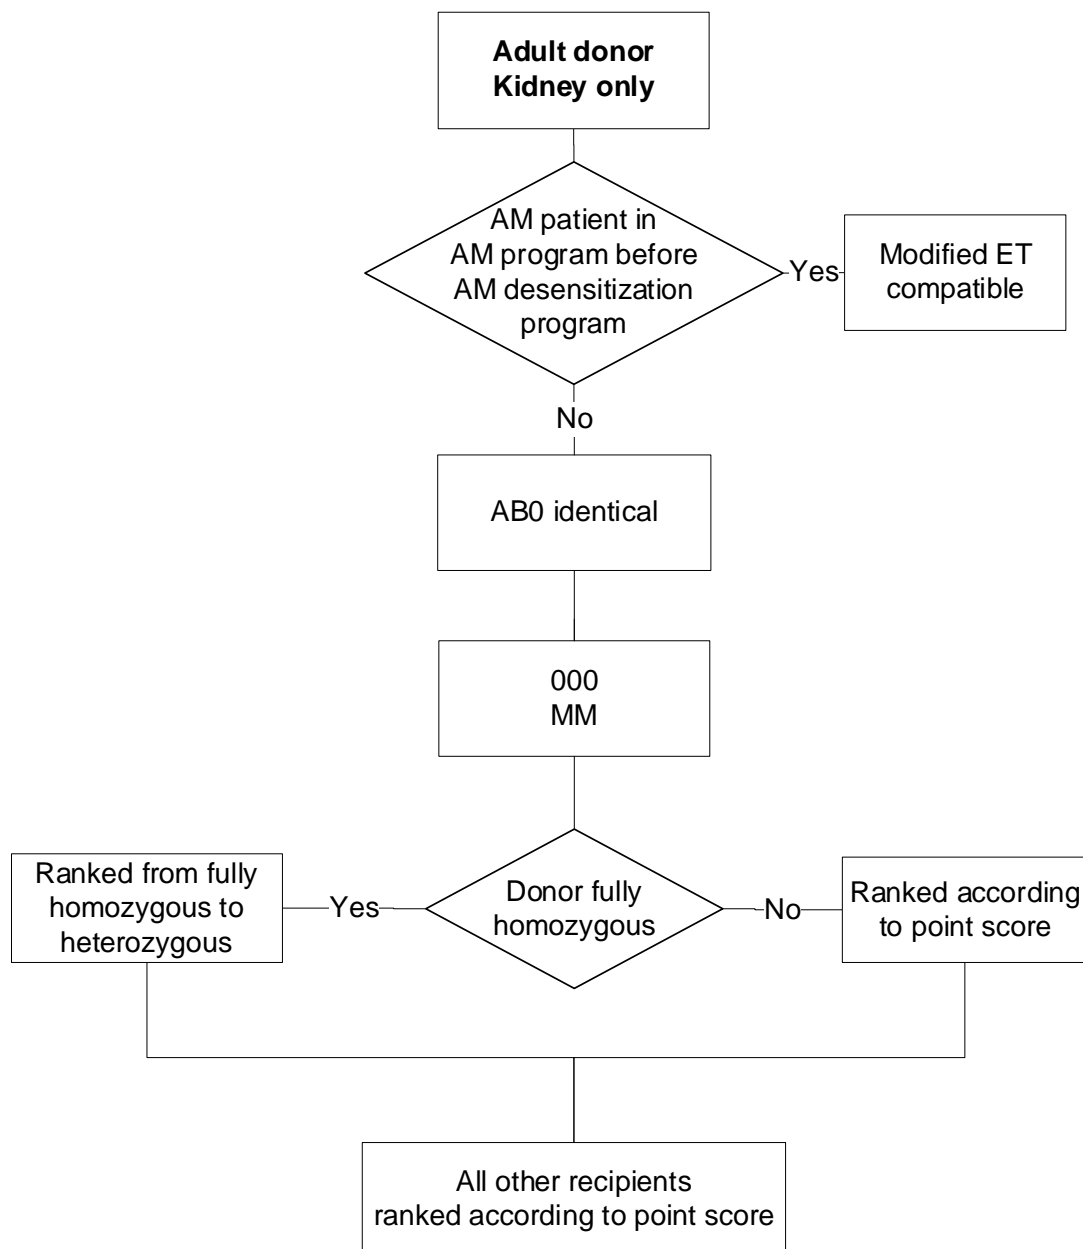 Adult donor
Kidney only
AM patient in
AM program before
AM desensitization
program
Yes
Modified ET
compatible
No
AB0 identical
000
MM
Ranked from fully
homozygous to
heterozygous
Yes
Donor fully
homozygous
No
Ranked according
to point score
All other recipients
ranked according to point score